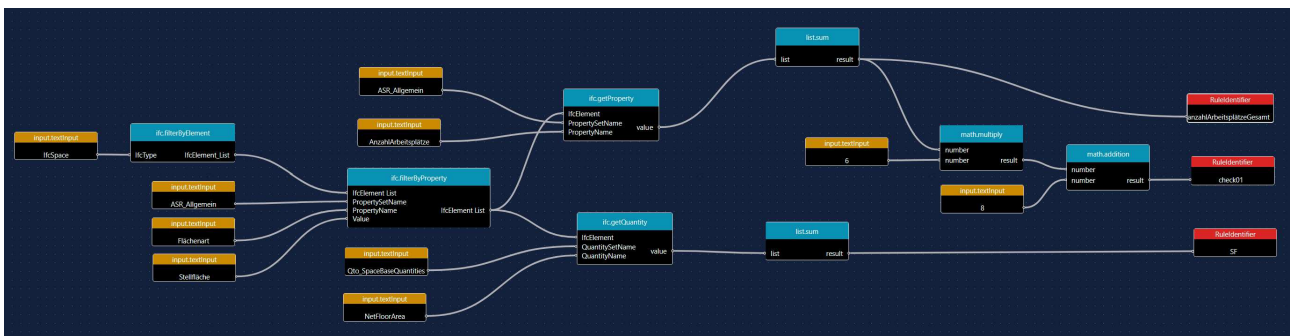 input.textInput
IfcSpace
ifc.filterByElement
IfcType IfcElement_List
input.textInput
ASR_Allgemein
input.textInput
Flächenart
input.textInput
Stellfläche
ifc.filterByProperty
IfcElement List
PropertySetName
PropertyName IfcElement List
Value
input.textInput
ASR_Allgemein
input.textInput
AnzahlArbeitsplätze
input.textInput
Qto_SpaceBaseQuantities
input.textInput
NetFloorArea
ifc.getProperty
IfcElement
PropertySetName value
PropertyName
ifc.getQuantity
IfcElement
QuantitySetName value
QuantityName
list.sum
list result
list.sum
list result
input.textInput
6
math.multiply
number
number result
input.textInput
8
math.addition
number
number result
RuleIdentifier
anzahlArbeitsplätzeGesamt
RuleIdentifier
check01
RuleIdentifier
SF